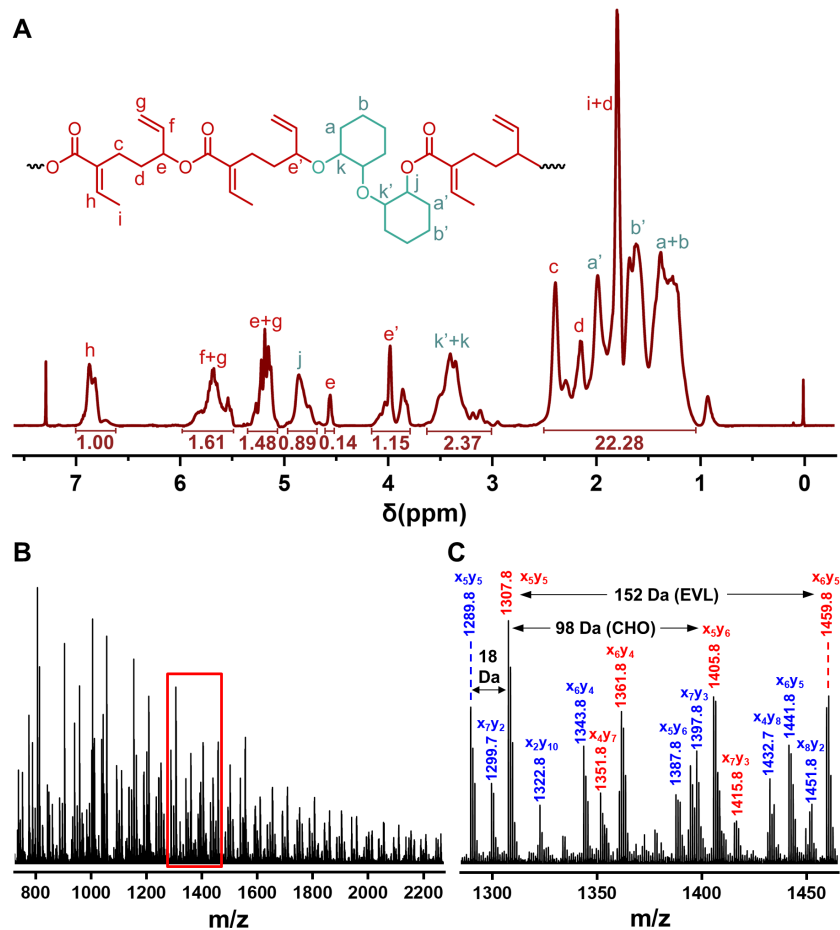 A
g
b
f
a
i+d
O
c
O
O
O
e
O
e'
O
k
O
d
O
k'
j
h
a'
i
b'
b'
a+b
c
a'
d
e+g
h
f+g
j
e'
k'+k
e
1.00
1.61
1.48
0.89
0.14
1.15
2.37
22.28
7
6
5
4
3
2
1
0
δ(ppm)
B
C
x5y5
1289.8
1307.8
x5y5
152 Da (EVL)
x6y5
1459.8
98 Da (CHO)
18
Da
x7y2
1299.7
x2y10
1322.8
x6y4
1343.8
x4y7
1351.8
x6y4
1361.8
x5y6
1387.8
x7y3
1397.8
x5y6
1405.8
x7y3
1415.8
x4y8
1432.7
x6y5
1441.8
x8y2
1451.8
800
1000
1200
1400
1600
1800
2000
2200
m/z
1300
1350
1400
1450
m/z